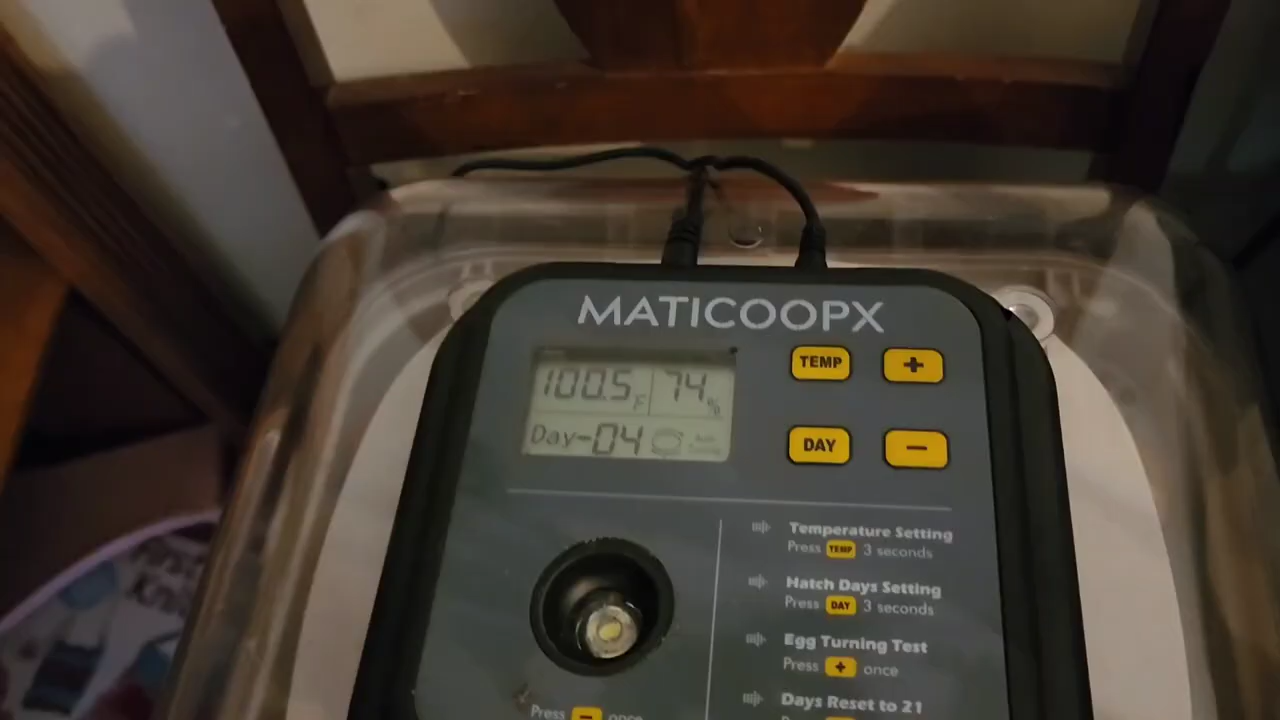 MATICOOPX
100.5 F 74 %
Day-04
TEMP +
DAY −
Temperature Setting
Press TEMP 3 seconds
Hatch Days Setting
Press DAY 3 seconds
Egg Turning Test
Press + once
Days Reset to 21
Press − once